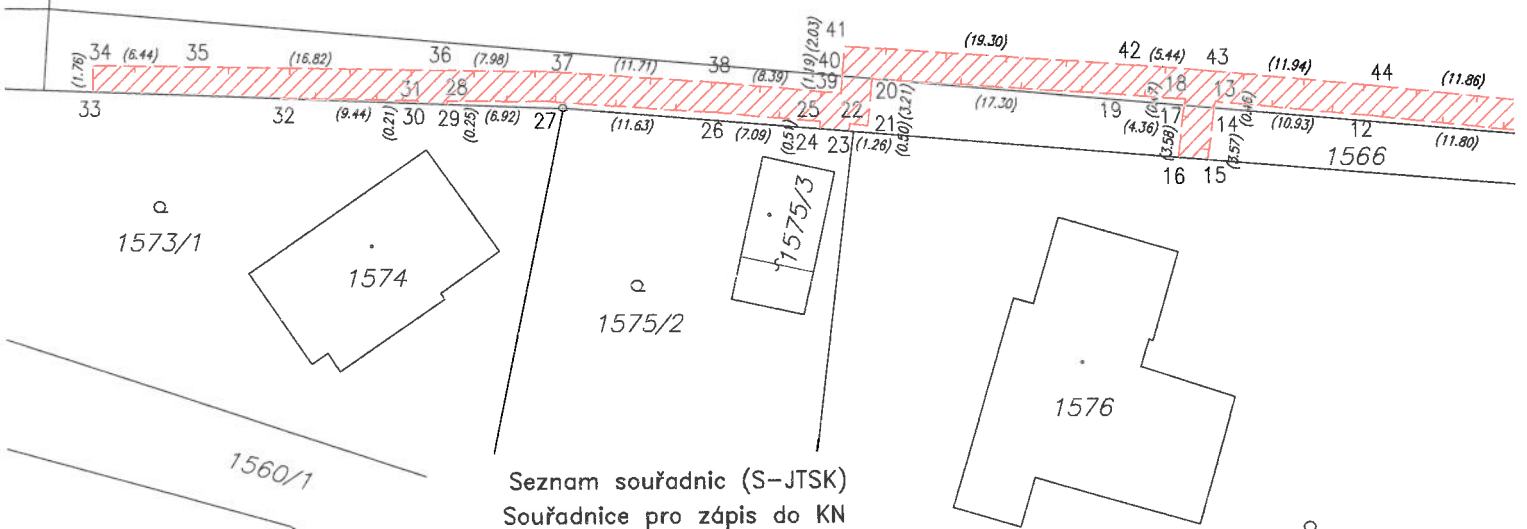 41
34 (6.44) 35 (16.82) 36 (7.98) 37 (11.71) 38 (8.39) (1.19) (2.03) 40 (19.30) 42 (5.44) 43 (11.94) 44 (11.86)
(1.76) 31 28 39 20 18 13
33 32 (9.44) (0.21) 30 29 (0.25) (6.92) 27 (11.63) 26 (7.09) (0.51) 25 22 (3.21) (17.30) 19 17 14 (10.93) 12 (11.80)
24 23 (1.26) (0.50) 21 (4.36) (3.58) (3.57) 1566
16 15
1573/1
1574
1575/2
1575/3
1576
1560/1
Seznam souřadnic (S-JTSK)
Souřadnice pro zápis do KN